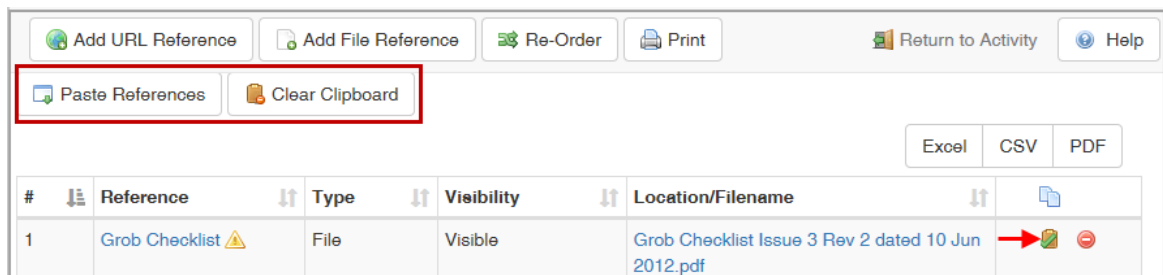 Add URL Reference Add File Reference Re-Order Print Return to Activity Help
Paste References Clear Clipboard
Excel CSV PDF
# Reference Type Visibility Location/Filename
1 Grob Checklist File Visible Grob Checklist Issue 3 Rev 2 dated 10 Jun
2012.pdf